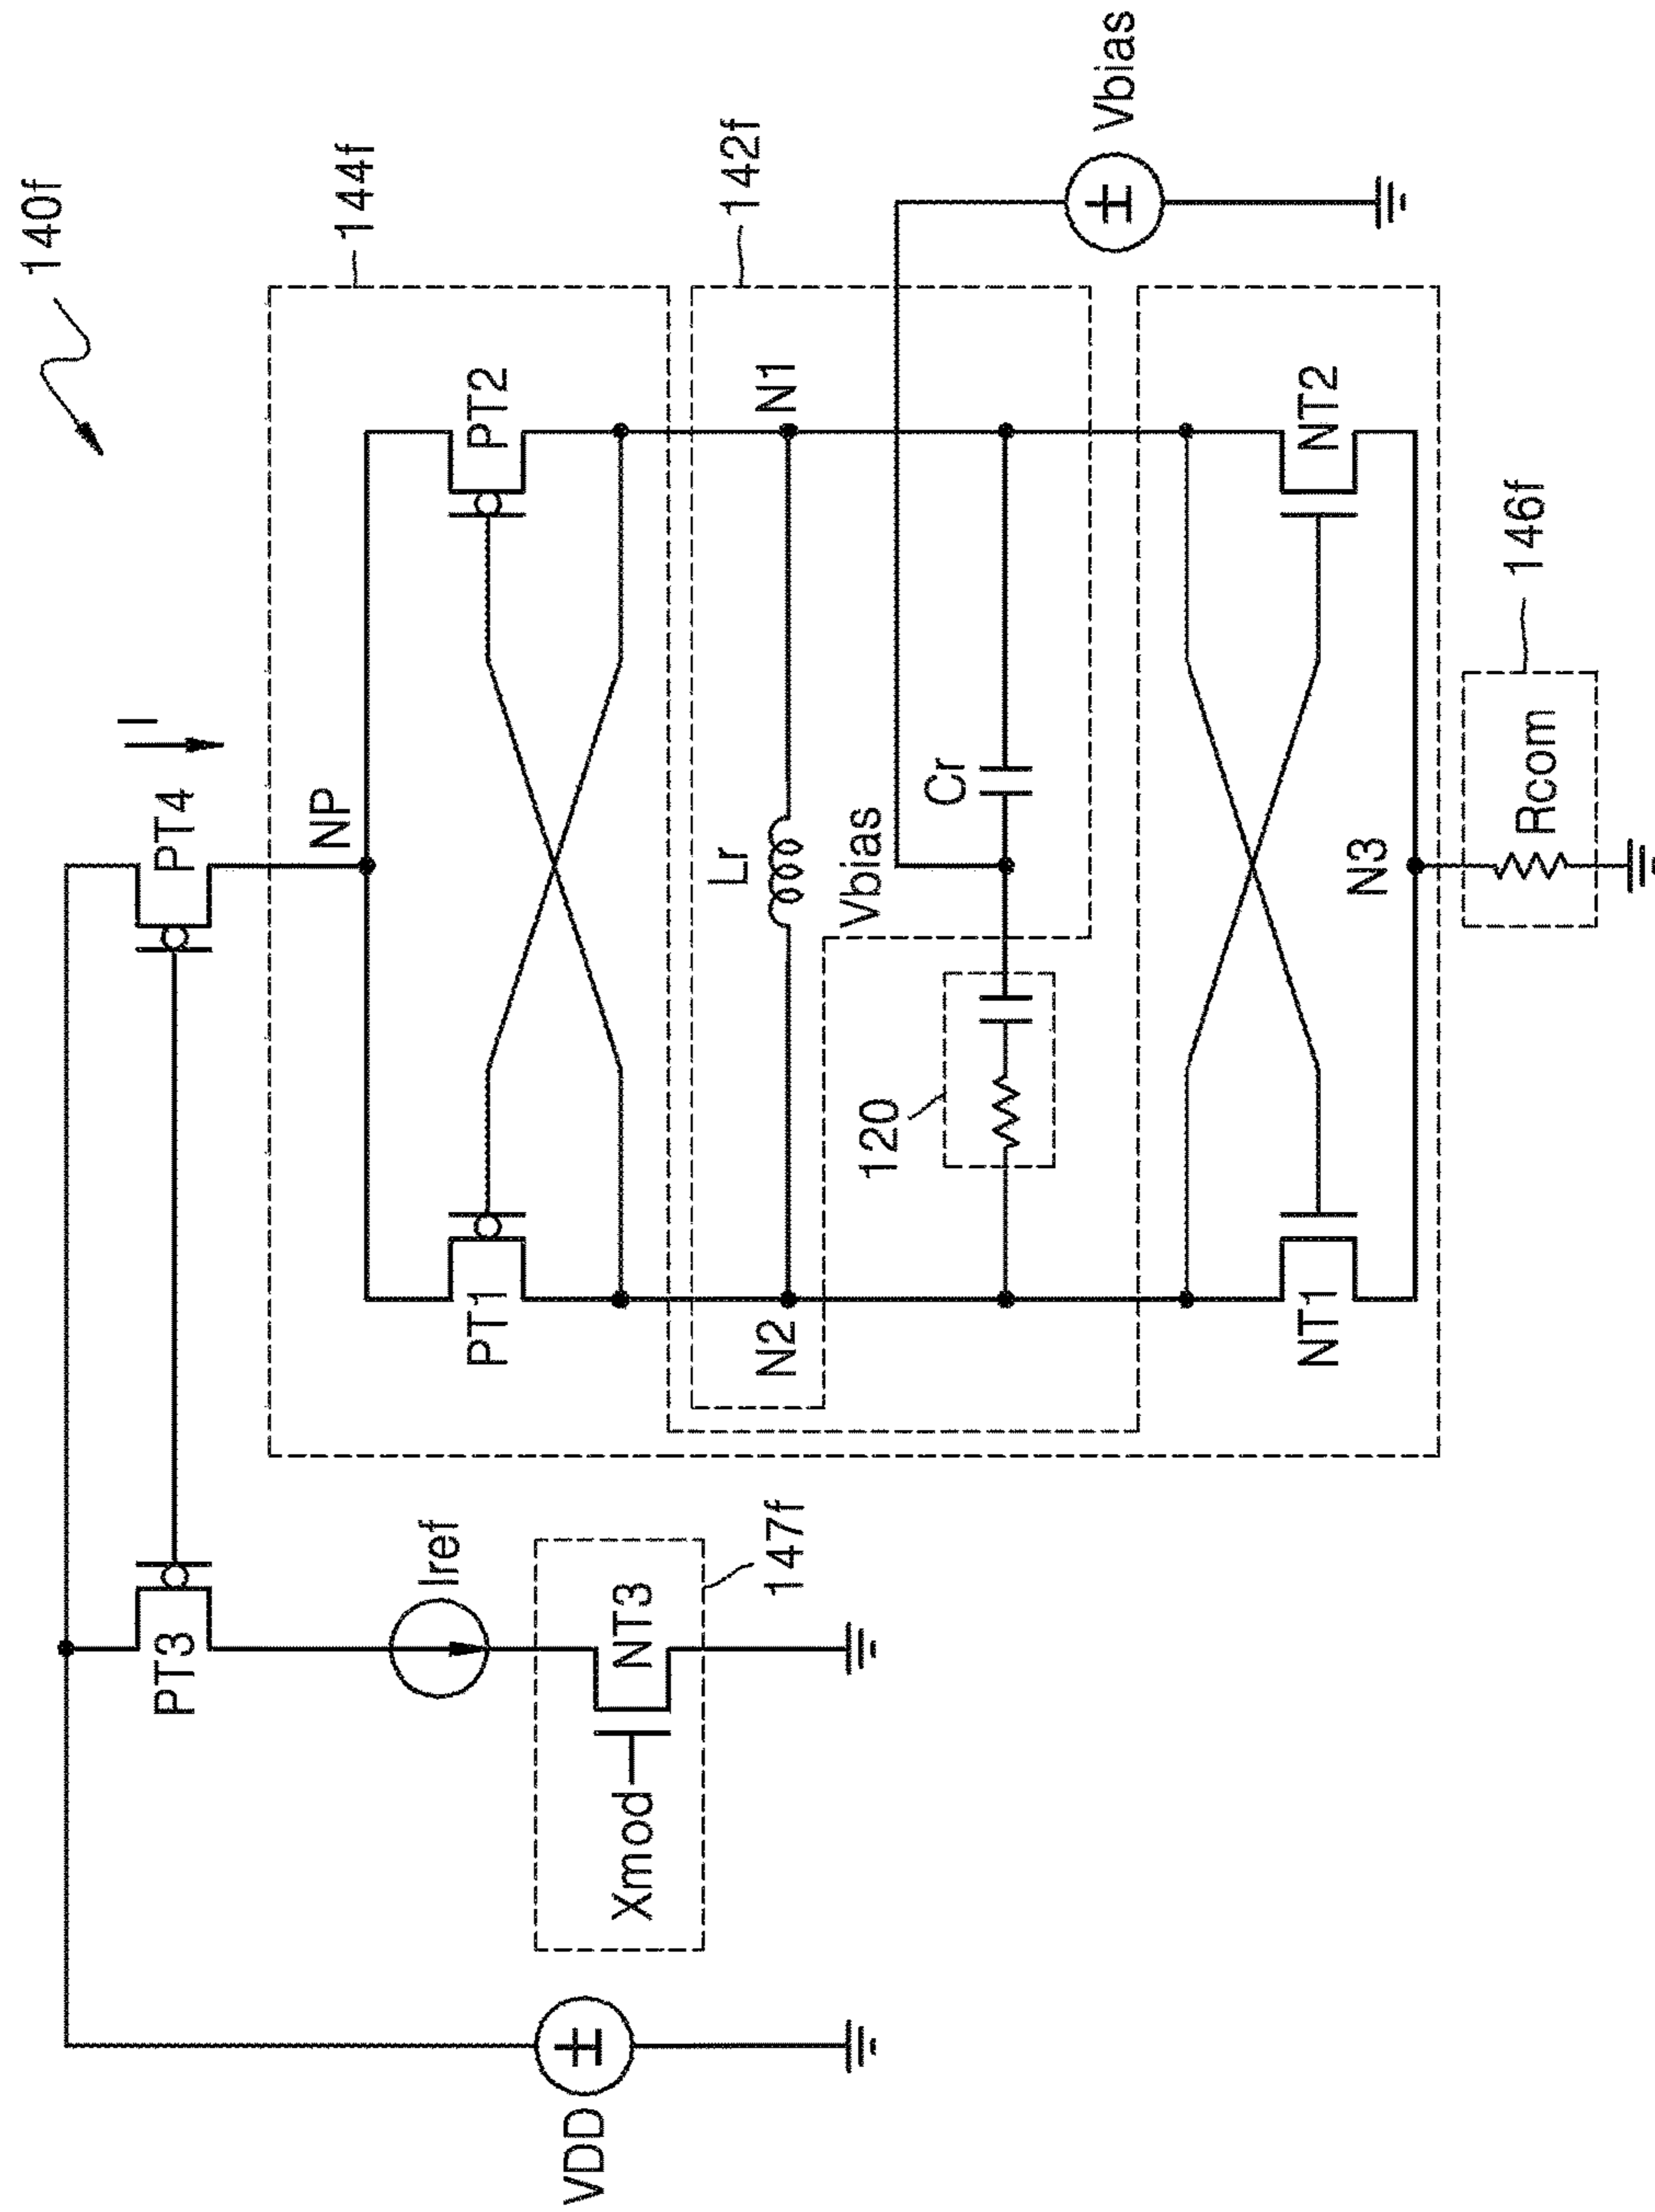 140f
I
PT3
PT4
NP
144f
PT1
PT2
Iref
VDD
Xmod
NT3
147f
142f
N2
Lr
N1
Vbias
Cr
120
Vbias
NT1
NT2
N3
Rcom
146f